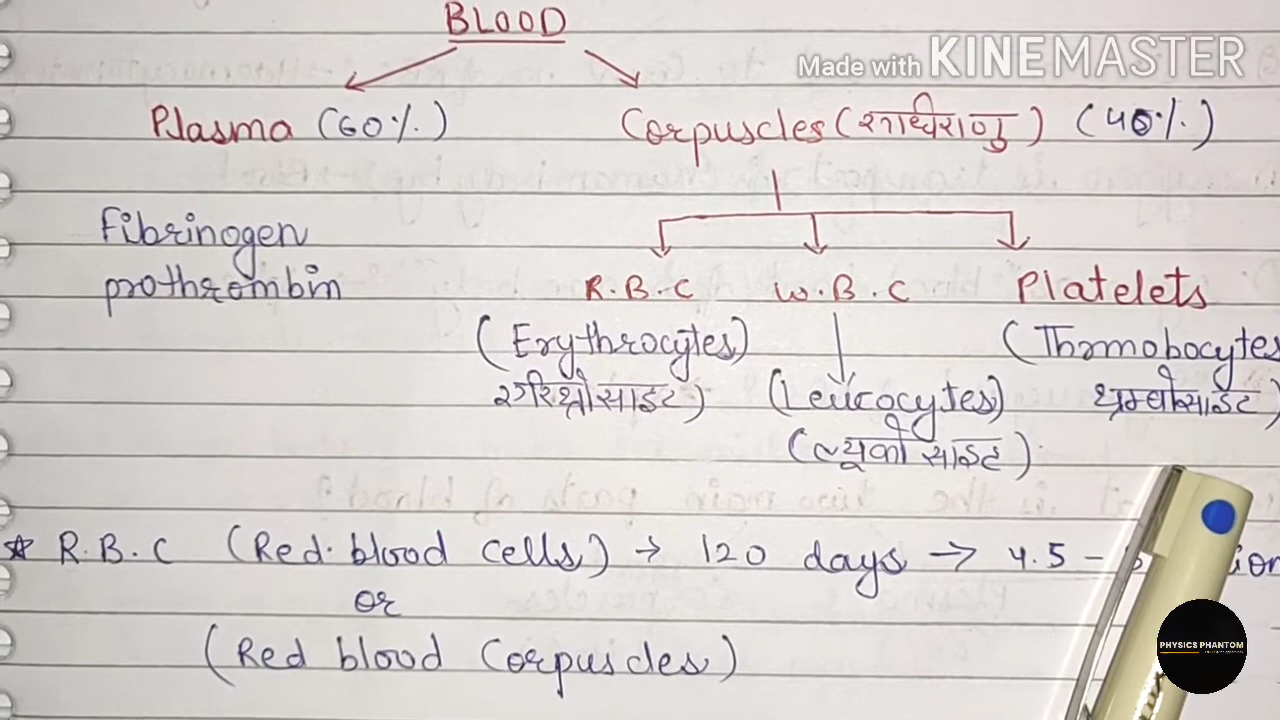 BLOOD
Made with KINEMASTER
Plasma (60%.) Corpuscles (रुधिराणु) (40%.)
Fibrinogen
prothrombin
R.B.C W.B.C Platelets
(Erythrocytes) (Thrmobocytes
एरिथ्रोसाइट) (Leucocytes) थ्रम्बोसाइट)
(ल्यूकोसाइट)
☆ R.B.C (Red blood cells) → 120 days → 4.5 -
or
(Red blood Corpuscles)
PHYSICS PHANTOM